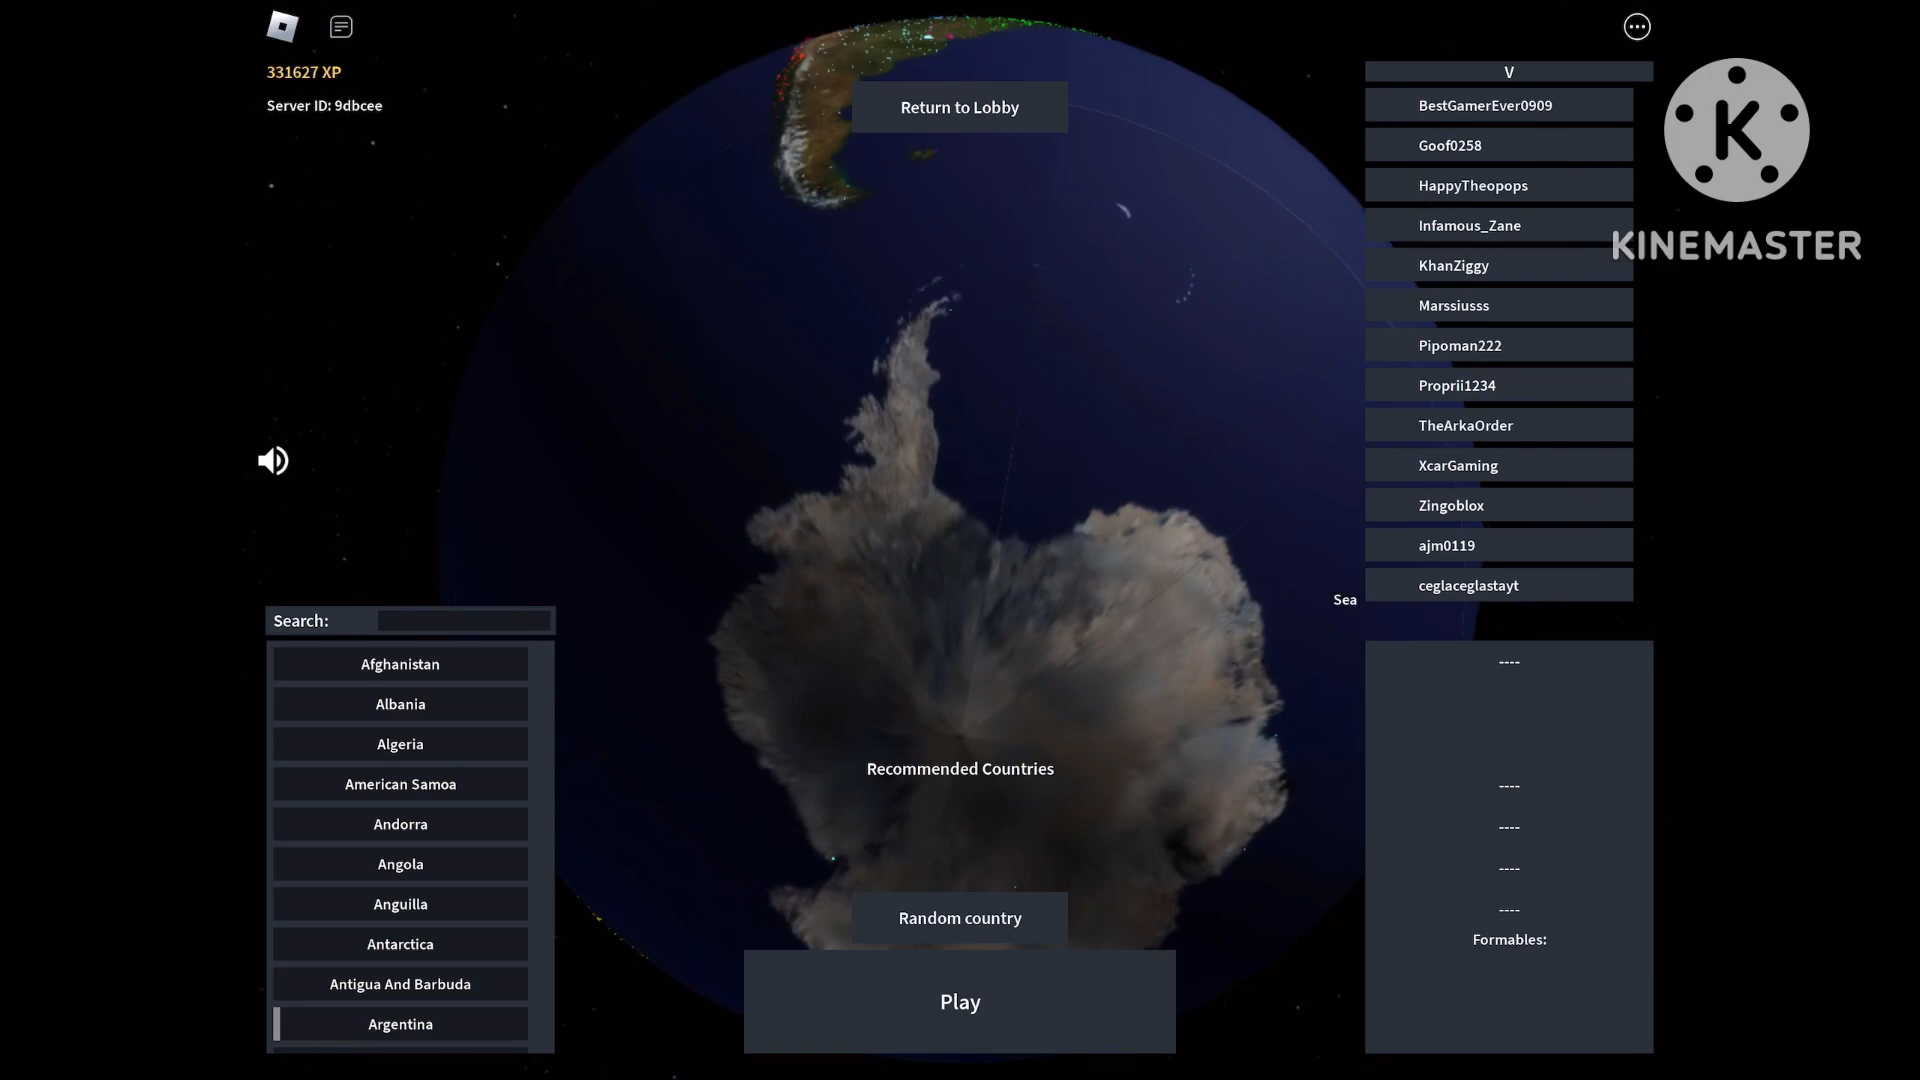 331627 XP
Server ID: 9dbcee
Return to Lobby
V
BestGamerEver0909
Goof0258
HappyTheopops
Infamous_Zane
KhanZiggy
Marssiusss
Pipoman222
Proprii1234
TheArkaOrder
XcarGaming
Zingoblox
ajm0119
ceglaceglastayt
K
KINEMASTER
Sea
Search:
Afghanistan
Albania
Algeria
American Samoa
Andorra
Angola
Anguilla
Antarctica
Antigua And Barbuda
Argentina
Recommended Countries
Random country
Play
----
----
----
----
----
Formables: